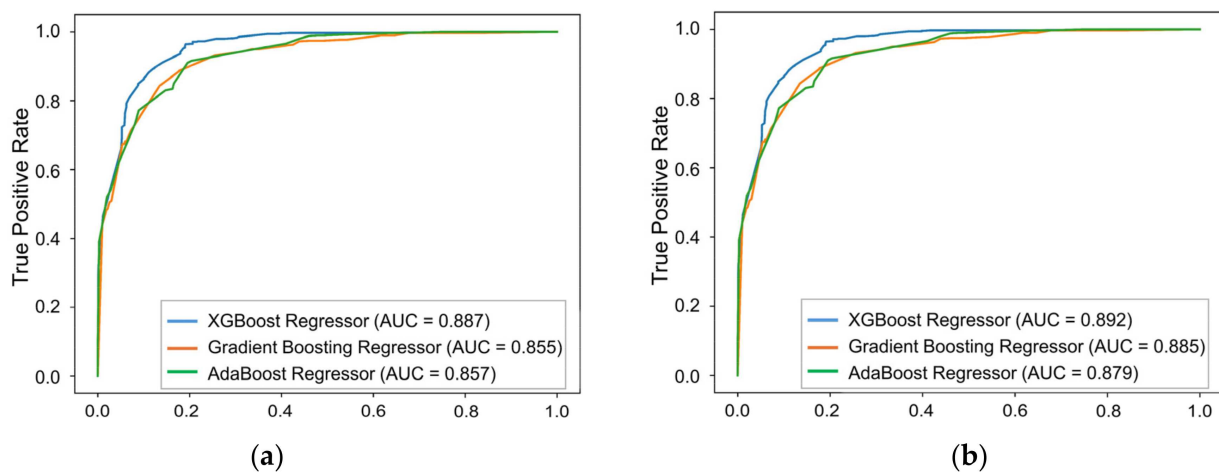 True Positive Rate
1.0
0.8
0.6
0.4
0.2
0.0
XGBoost Regressor (AUC = 0.887)
Gradient Boosting Regressor (AUC = 0.855)
AdaBoost Regressor (AUC = 0.857)
0.0 0.2 0.4 0.6 0.8 1.0
(a)
True Positive Rate
1.0
0.8
0.6
0.4
0.2
0.0
XGBoost Regressor (AUC = 0.892)
Gradient Boosting Regressor (AUC = 0.885)
AdaBoost Regressor (AUC = 0.879)
0.0 0.2 0.4 0.6 0.8 1.0
(b)